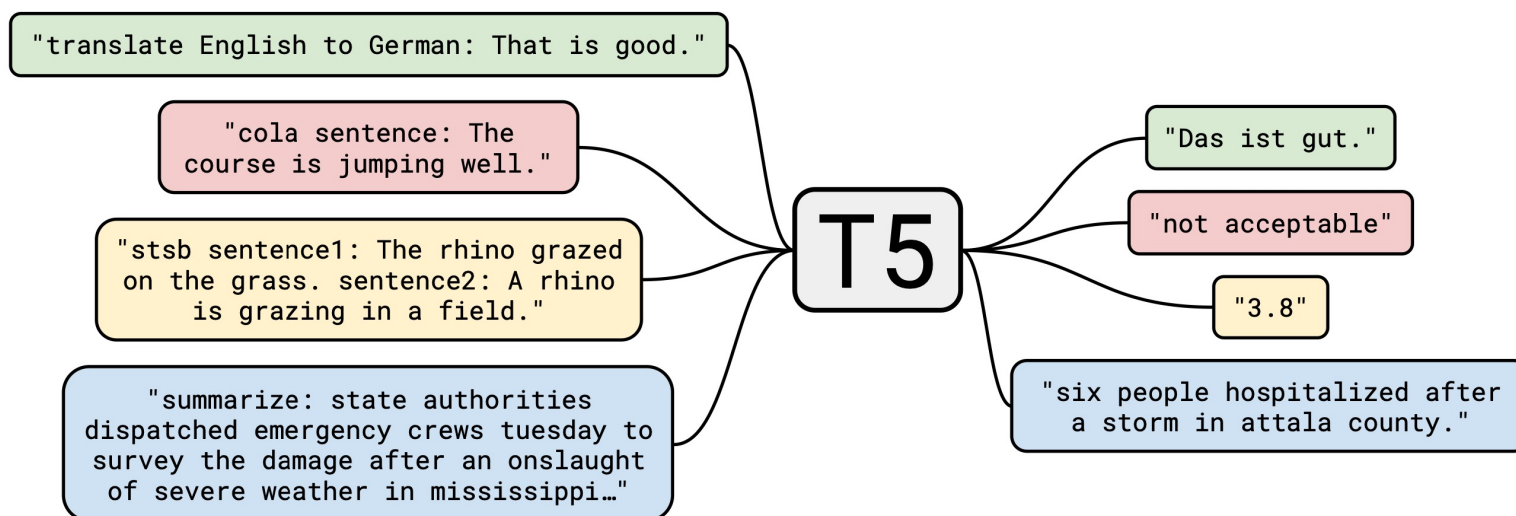 "translate English to German: That is good."
"cola sentence: The
course is jumping well."
"stsb sentence1: The rhino grazed
on the grass. sentence2: A rhino
is grazing in a field."
"summarize: state authorities
dispatched emergency crews tuesday to
survey the damage after an onslaught
of severe weather in mississippi…"
T5
"Das ist gut."
"not acceptable"
"3.8"
"six people hospitalized after
a storm in attala county."